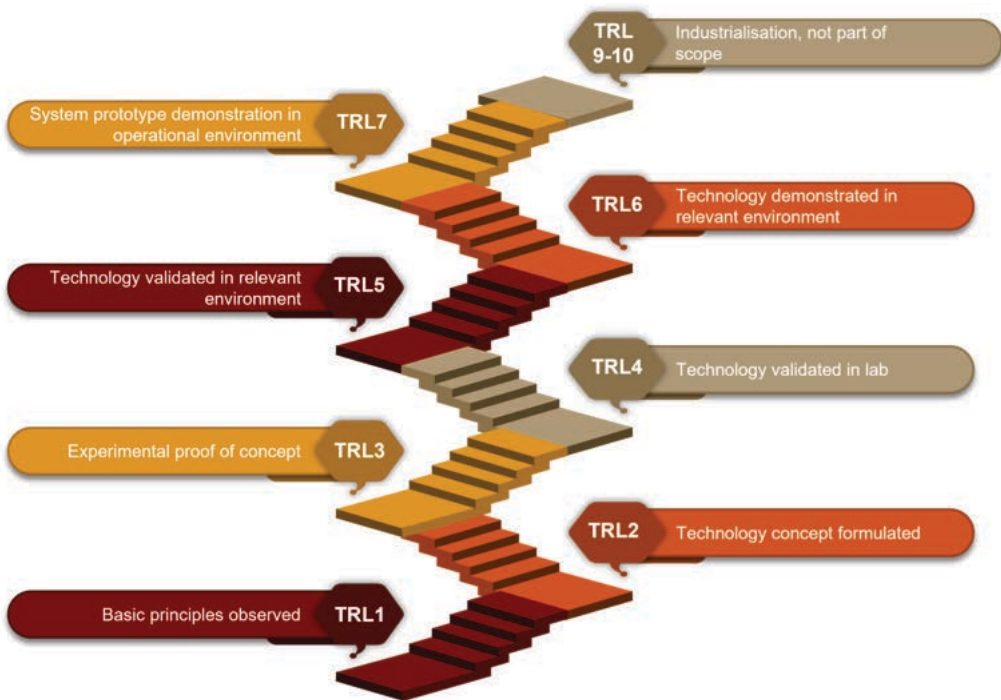 TRL
9-10
Industrialisation, not part of
scope
System prototype demonstration in
operational environment
TRL7
TRL6
Technology demonstrated in
relevant environment
Technology validated in relevant
environment
TRL5
TRL4
Technology validated in lab
Experimental proof of concept
TRL3
TRL2
Technology concept formulated
Basic principles observed
TRL1